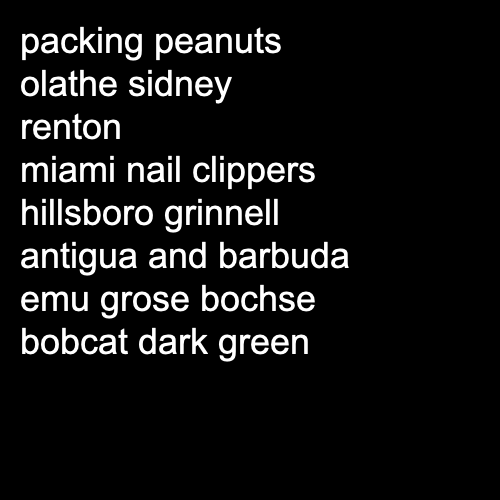 packing peanuts
olathe sidney
renton
miami nail clippers
hillsboro grinnell
antigua and barbuda
emu grose bochse
bobcat dark green